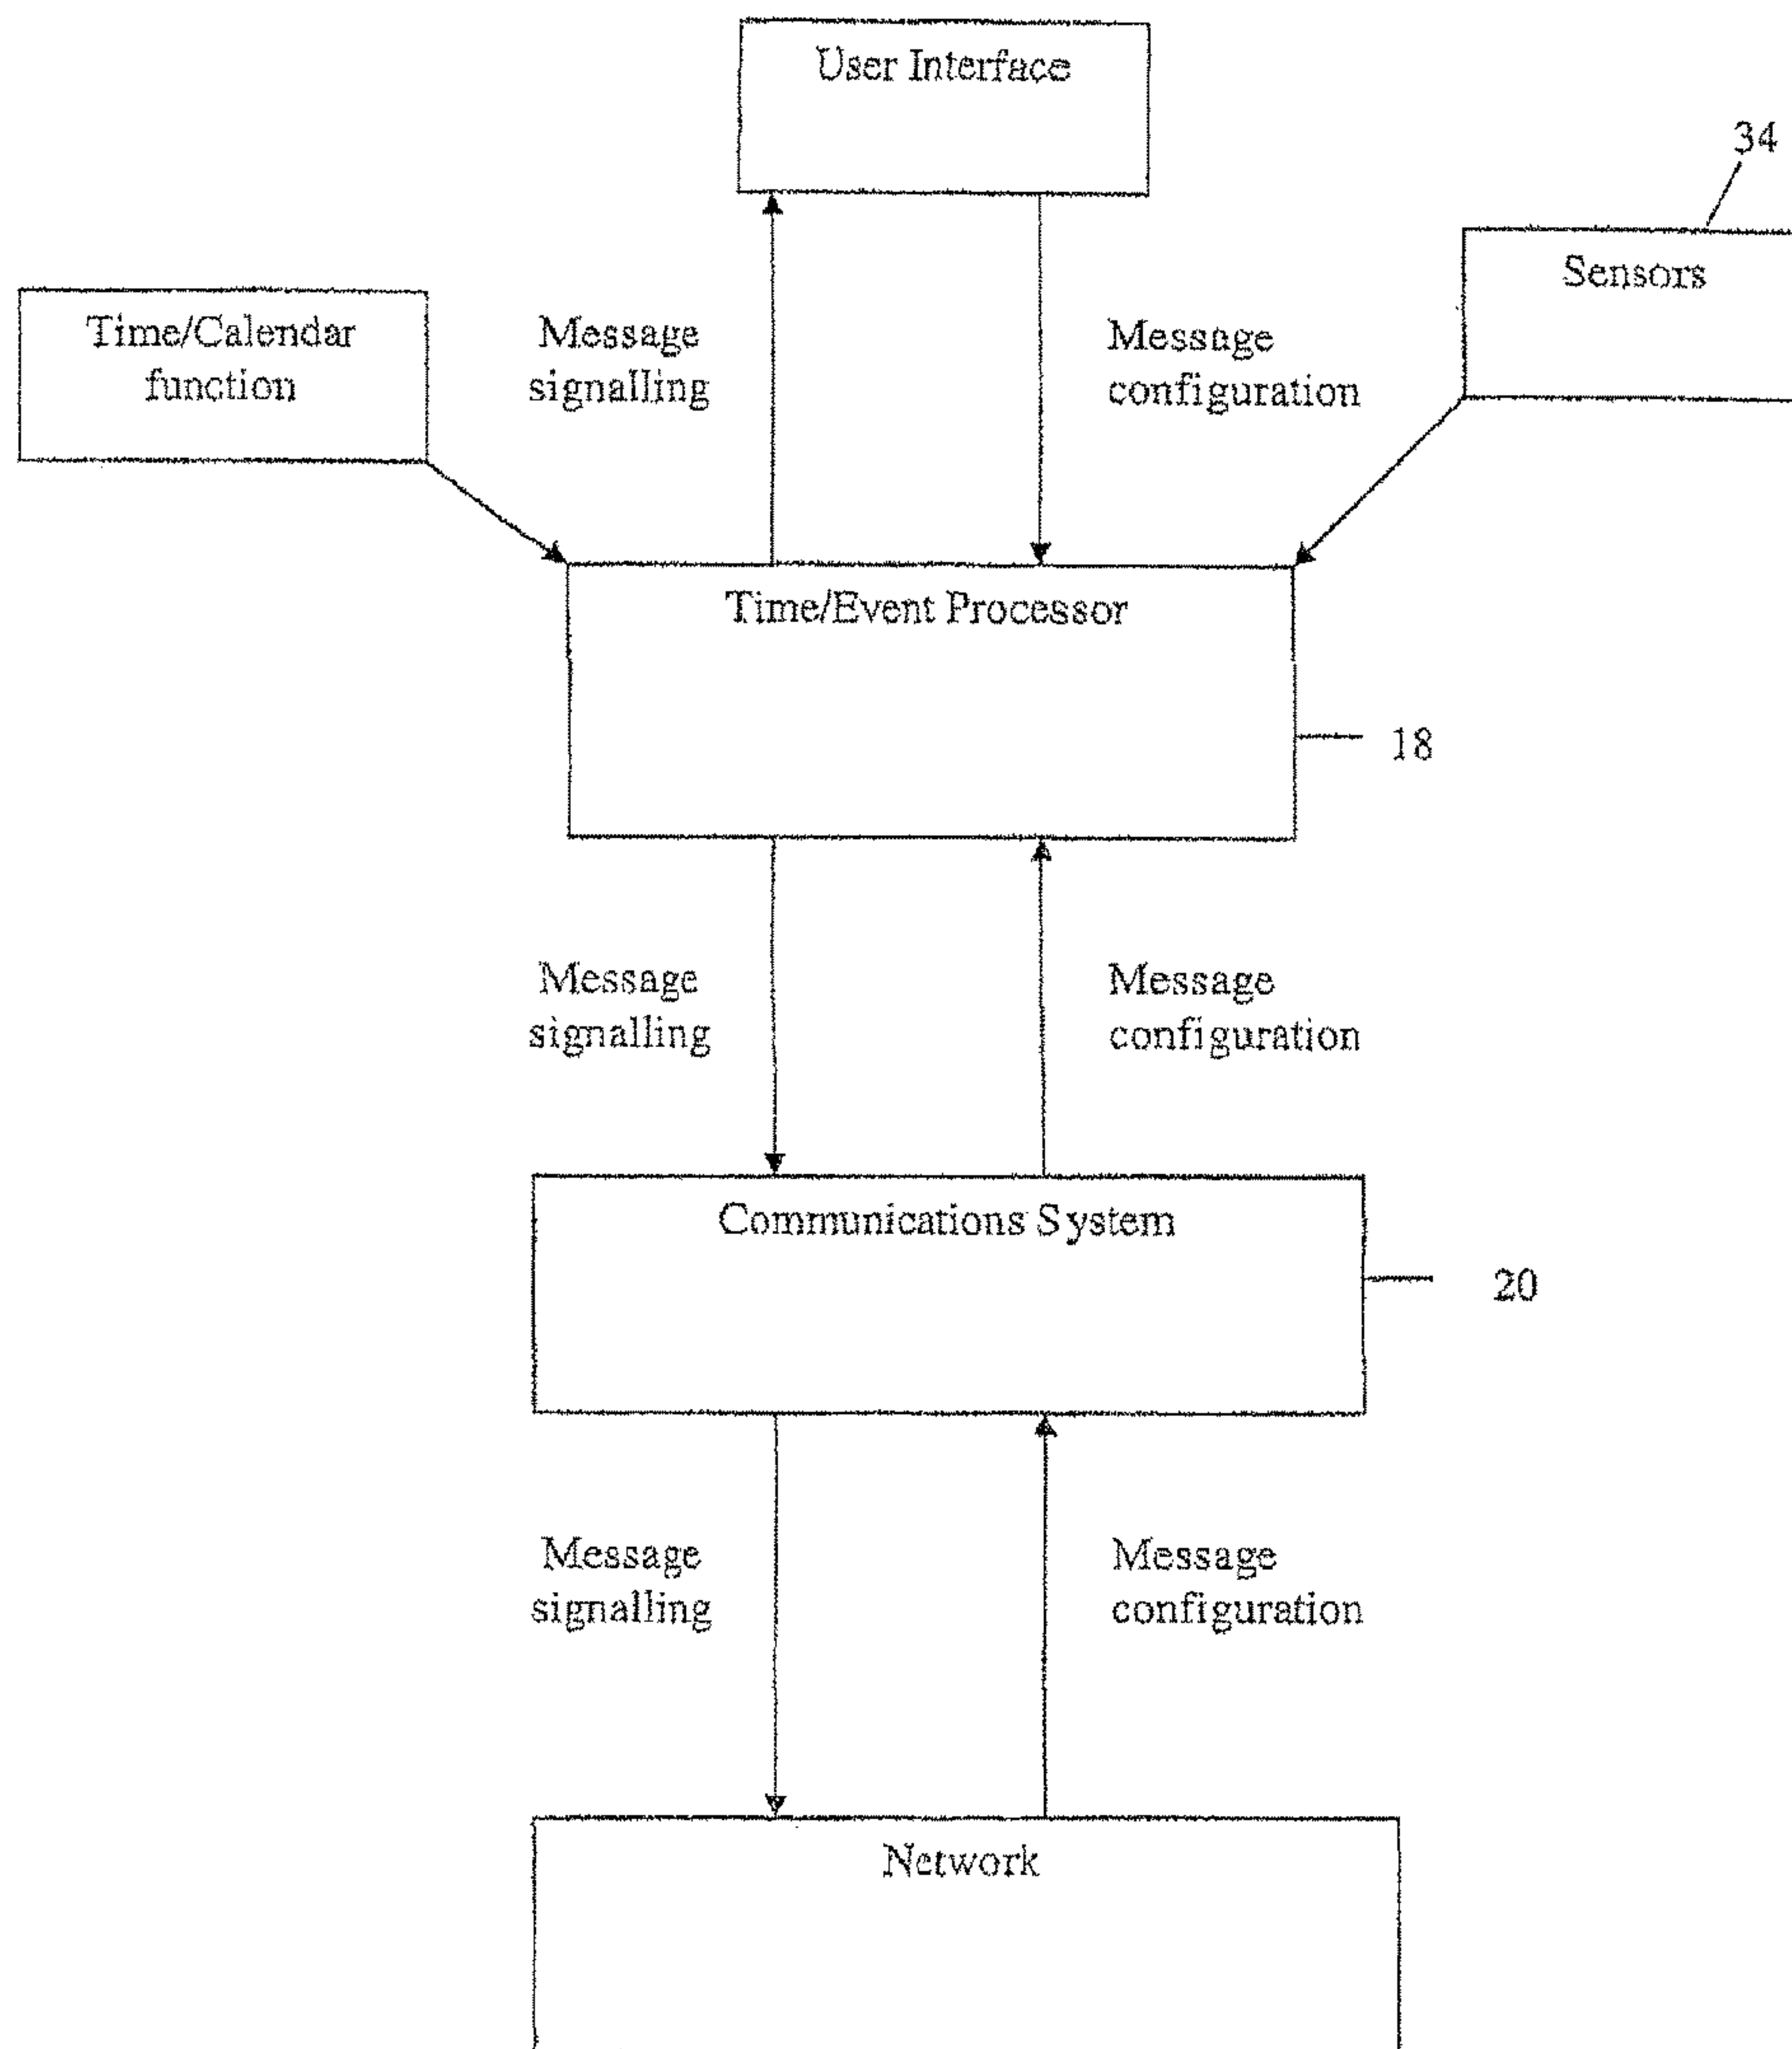 User Interface
34
Sensors
Time/Calendar
function
Message
signalling
Message
configuration
Time/Event Processor
18
Message
signalling
Message
configuration
Communications System
20
Message
signalling
Message
configuration
Network